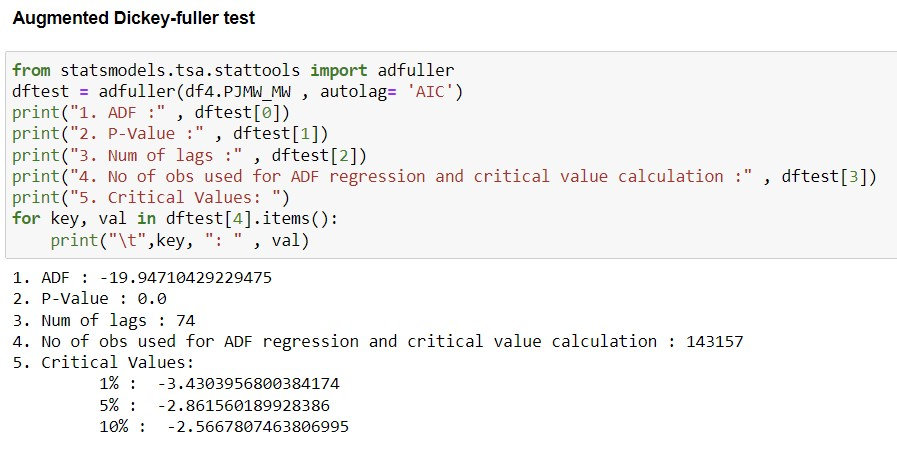 Augmented Dickey-fuller test
from statsmodels.tsa.stattools import adfuller
dftest = adfuller(df4.PJMW_MW , autolag= 'AIC')
print("1. ADF :" , dftest[0])
print("2. P-Value :" , dftest[1])
print("3. Num of lags :" , dftest[2])
print("4. No of obs used for ADF regression and critical value calculation :" , dftest[3])
print("5. Critical Values: ")
for key, val in dftest[4].items():
    print("\t",key, ": " , val)
1. ADF : -19.94710429229475
2. P-Value : 0.0
3. Num of lags : 74
4. No of obs used for ADF regression and critical value calculation : 143157
5. Critical Values:
1% :  -3.4303956800384174
5% :  -2.861560189928386
10% :  -2.5667807463806995